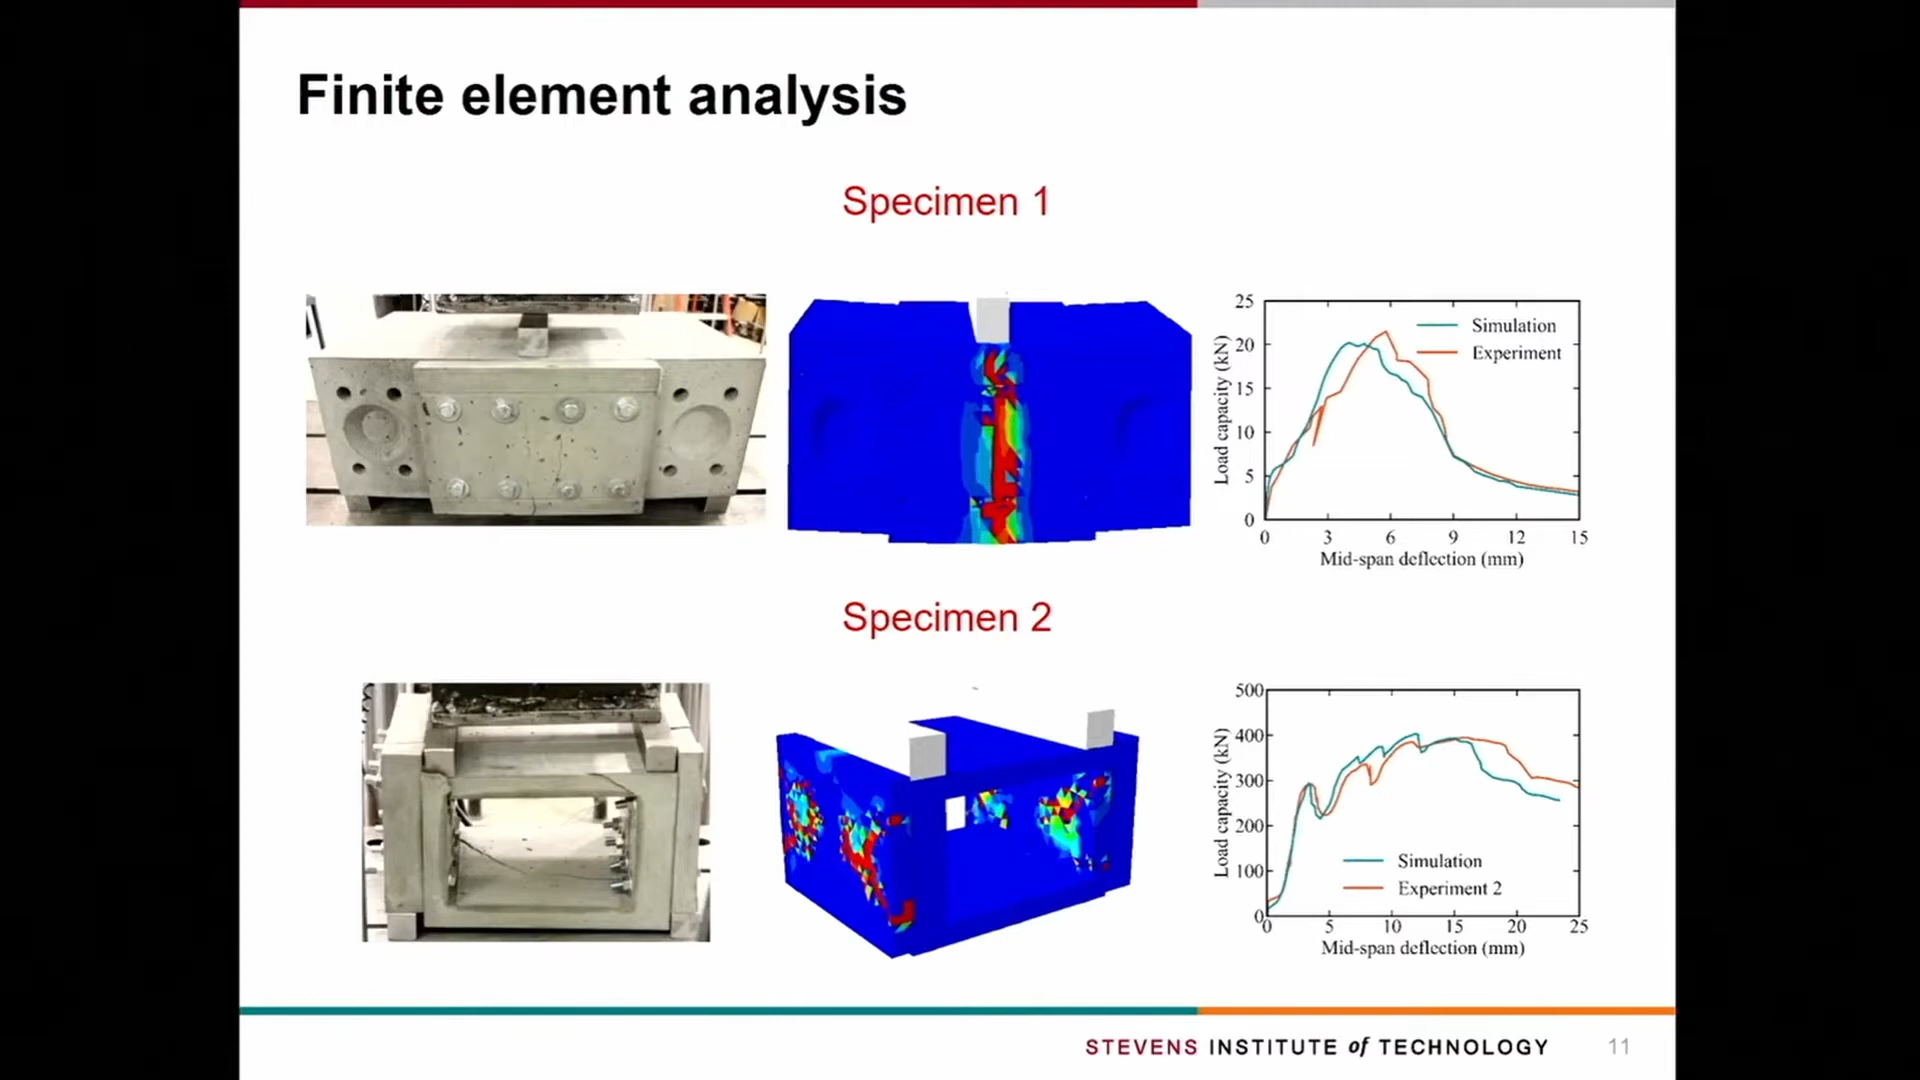 Finite element analysis
Specimen 1
25
20
15
10
5
0
Load capacity (kN)
Simulation
Experiment
0 3 6 9 12 15
Mid-span deflection (mm)
Specimen 2
500
400
300
200
100
0
Load capacity (kN)
Simulation
Experiment 2
0 5 10 15 20 25
Mid-span deflection (mm)
STEVENS INSTITUTE of TECHNOLOGY 11